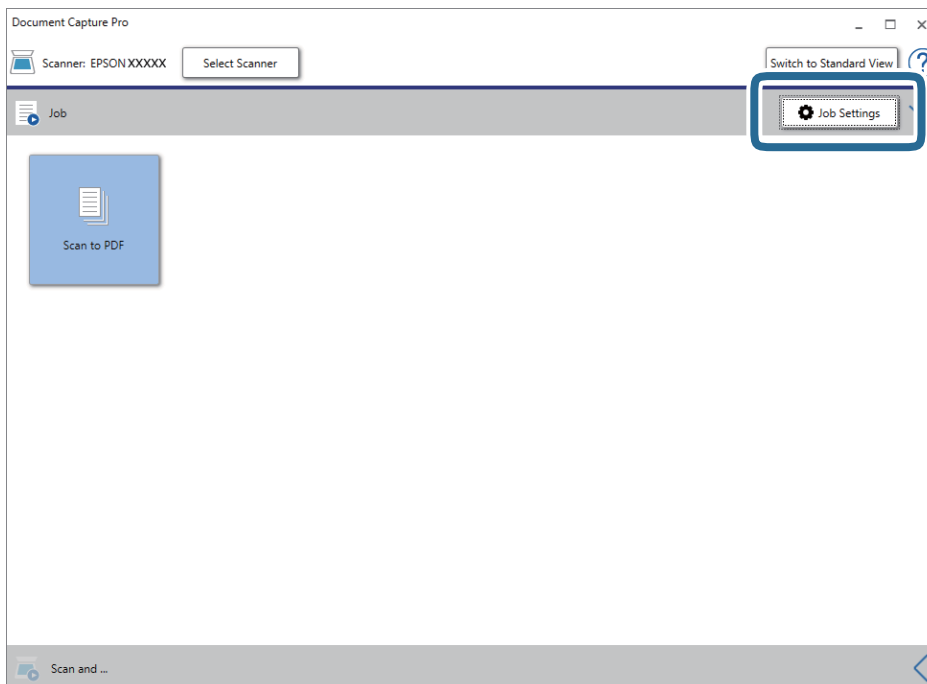 Document Capture Pro
Scanner: EPSON XXXXX Select Scanner Switch to Standard View ?
Job Job Settings
Scan to PDF
Scan and ...